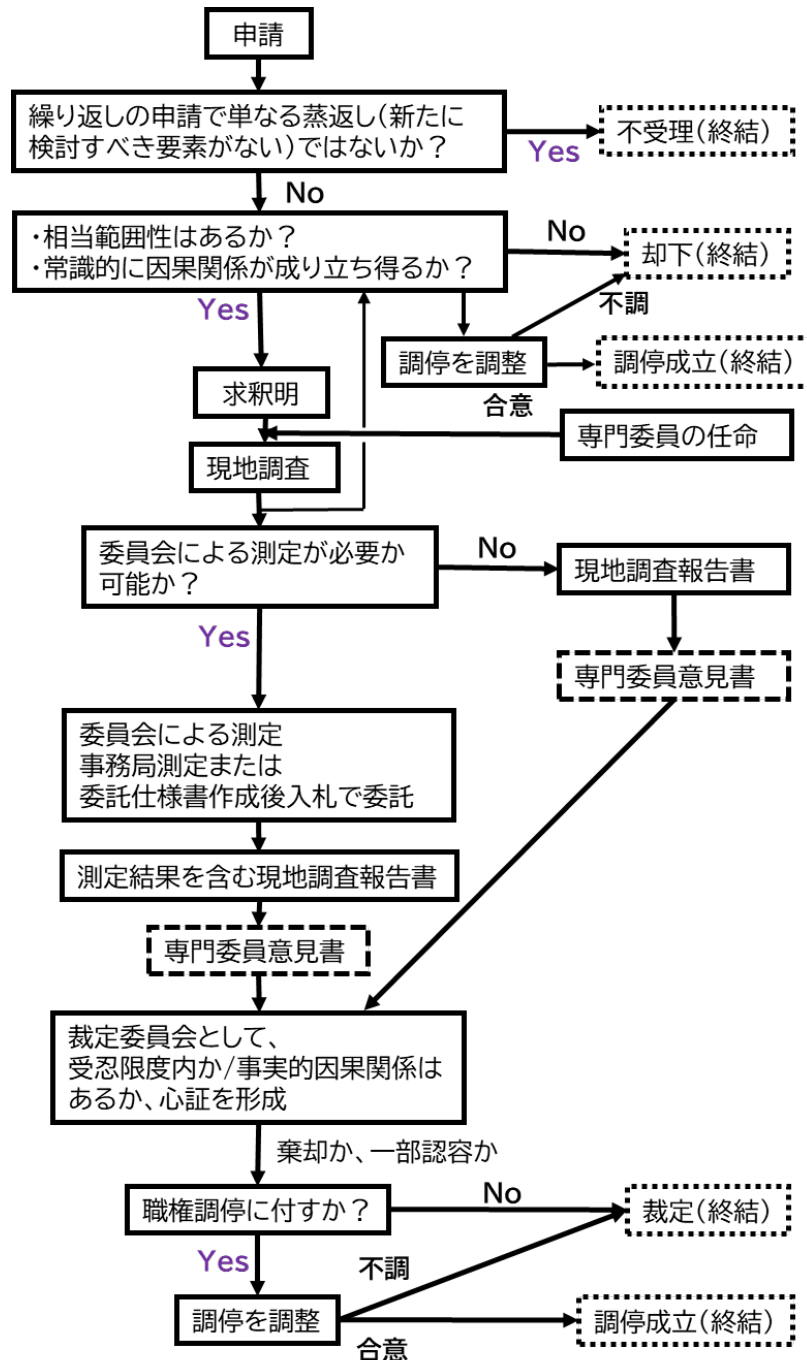 申請
繰り返しの申請で単なる蒸返し(新たに
検討すべき要素がない)ではないか?
Yes
不受理(終結)
No
・相当範囲性はあるか?
・常識的に因果関係が成り立ち得るか?
No
却下(終結)
Yes
不調
調停を調整
調停成立(終結)
合意
求釈明
専門委員の任命
現地調査
委員会による測定が必要か
可能か?
No
現地調査報告書
Yes
専門委員意見書
委員会による測定
事務局測定または
委託仕様書作成後入札で委託
測定結果を含む現地調査報告書
専門委員意見書
裁定委員会として、
受忍限度内か/事実的因果関係は
あるか、心証を形成
棄却か、一部認容か
職権調停に付すか?
No
裁定(終結)
Yes
不調
調停を調整
合意
調停成立(終結)